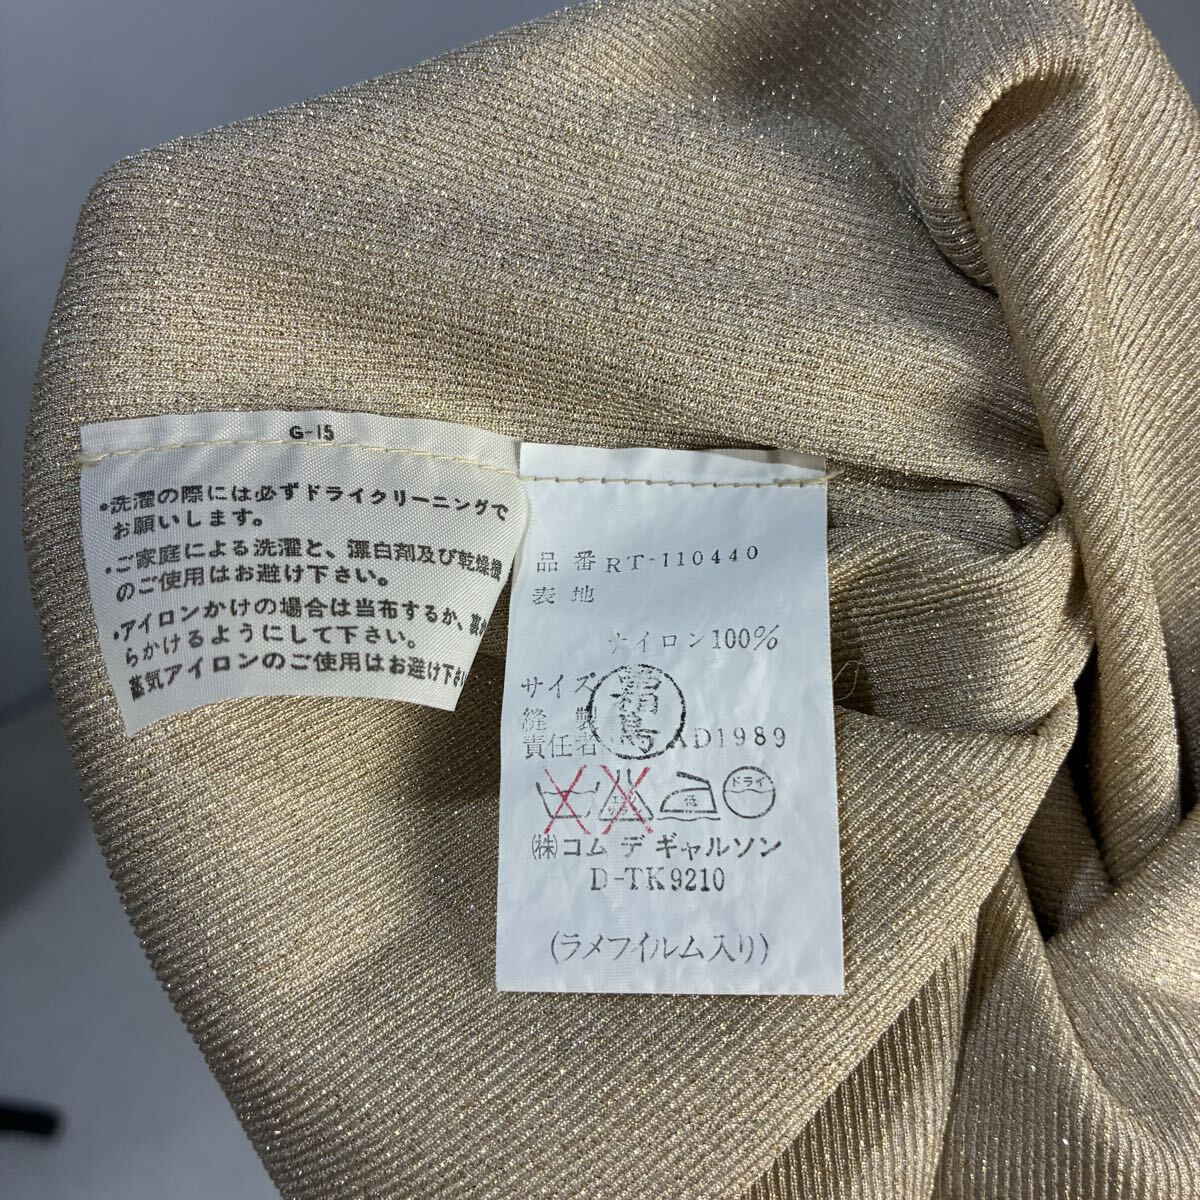 G-15
・洗濯の際には必ずドライクリーニングで
お願いします。
・ご家庭による洗濯と、漂白剤及び乾燥機
のご使用はお避け下さい。
・アイロンかけの場合は当布するか、裏か
らかけるようにして下さい。
蒸気アイロンのご使用はお避け下さい
品番 RT-110440
表地
ナイロン100%
サイズ
縫製
責任者 AD1989
福島
低
ドライ
㈱コム デ ギャルソン
D-TK9210
(ラメフイルム入り)